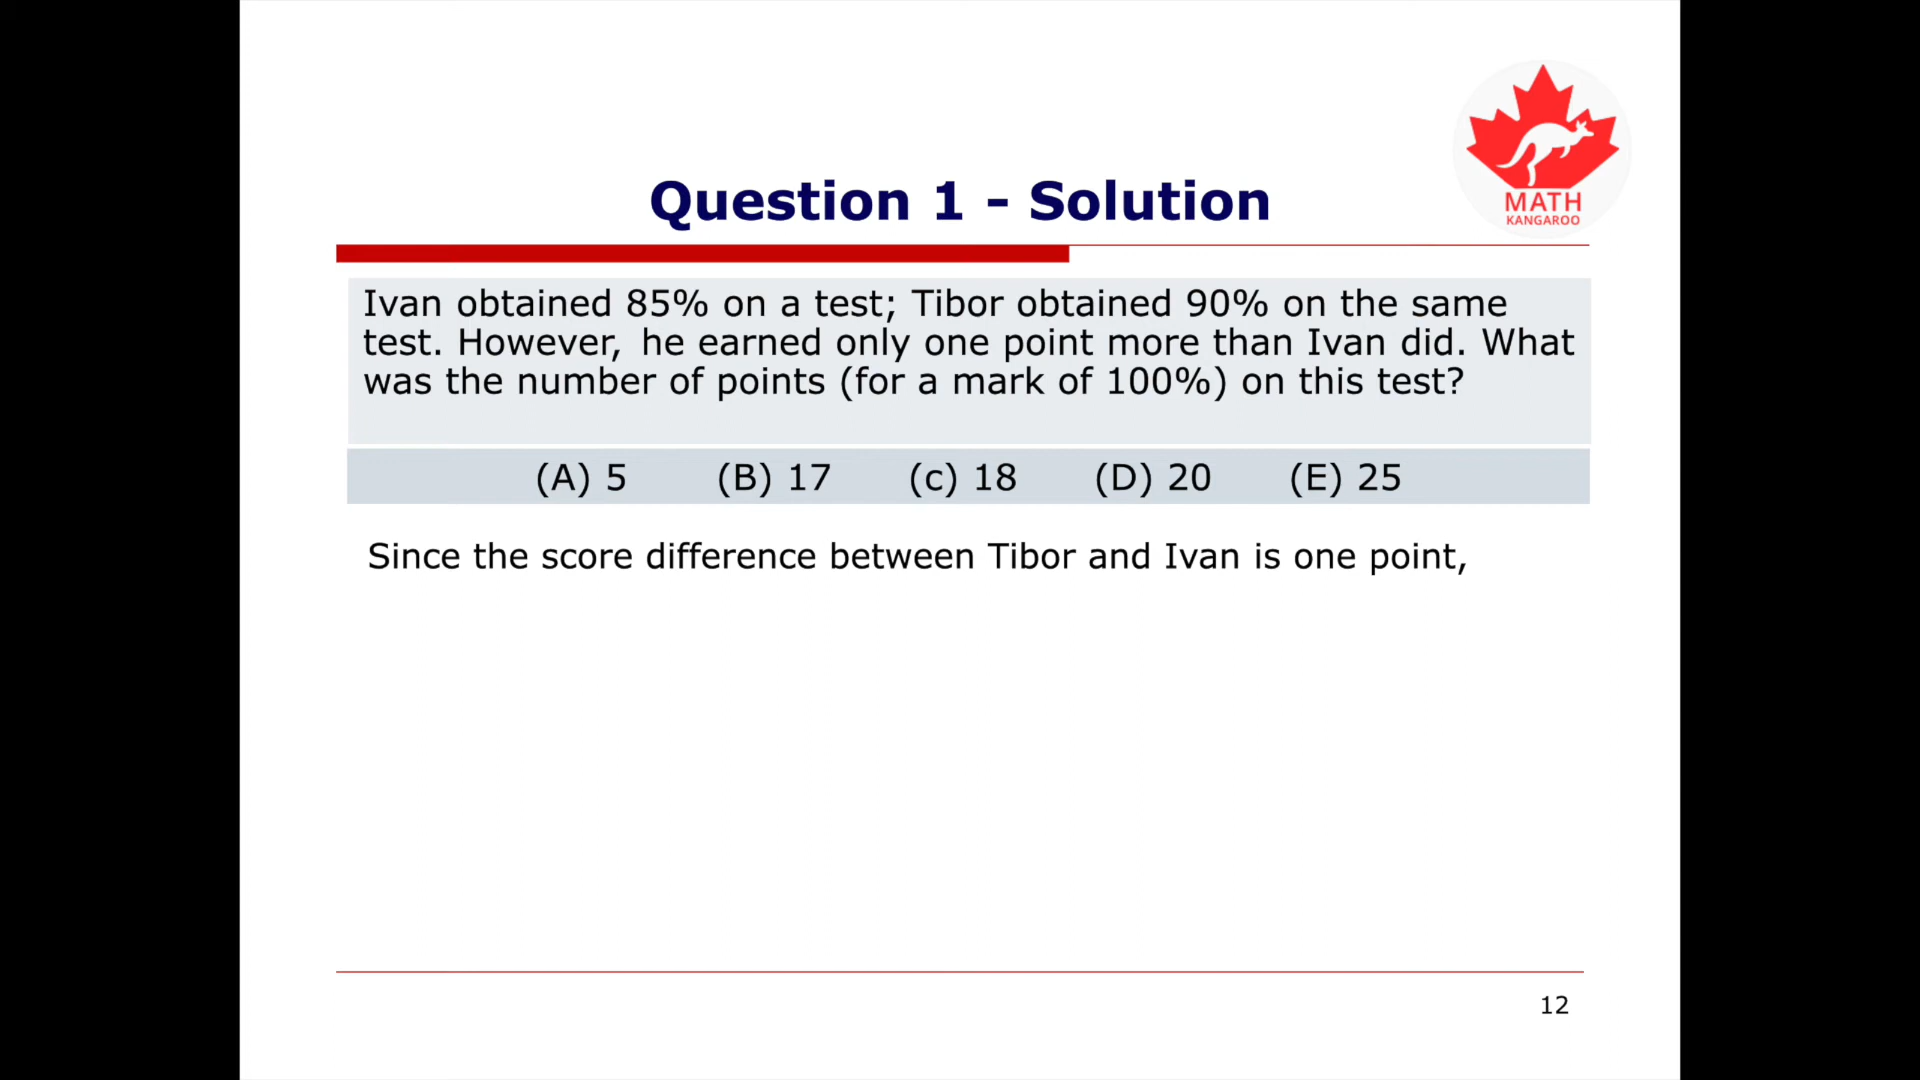 MATH
KANGAROO
Question 1 - Solution
Ivan obtained 85% on a test; Tibor obtained 90% on the same
test. However, he earned only one point more than Ivan did. What
was the number of points (for a mark of 100%) on this test?
(A) 5 (B) 17 (c) 18 (D) 20 (E) 25
Since the score difference between Tibor and Ivan is one point,
12